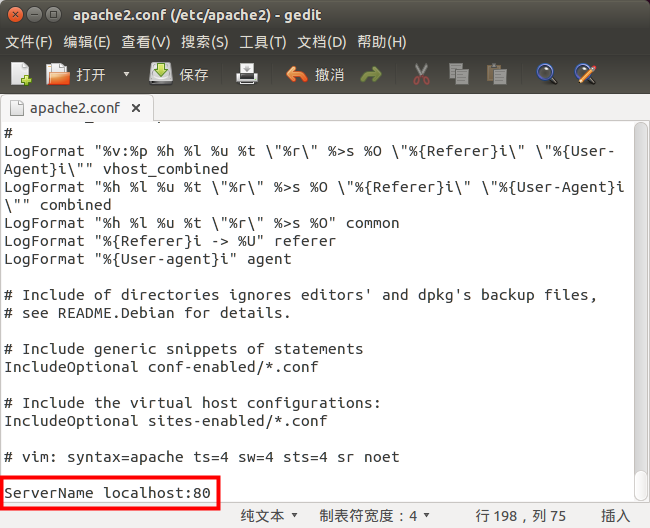 apache2.conf (/etc/apache2) - gedit
文件(F) 编辑(E) 查看(V) 搜索(S) 工具(T) 文档(D) 帮助(H)
打开 保存 撤消
apache2.conf
#
LogFormat "%v:%p %h %l %u %t \"%r\" %>s %O \"%{Referer}i\" \"%{User-
Agent}i\"" vhost_combined
LogFormat "%h %l %u %t \"%r\" %>s %O \"%{Referer}i\" \"%{User-Agent}i
\"" combined
LogFormat "%h %l %u %t \"%r\" %>s %O" common
LogFormat "%{Referer}i -> %U" referer
LogFormat "%{User-agent}i" agent
# Include of directories ignores editors' and dpkg's backup files,
# see README.Debian for details.
# Include generic snippets of statements
IncludeOptional conf-enabled/*.conf
# Include the virtual host configurations:
IncludeOptional sites-enabled/*.conf
# vim: syntax=apache ts=4 sw=4 sts=4 sr noet
ServerName localhost:80
纯文本 制表符宽度：4 行 198，列 75 插入